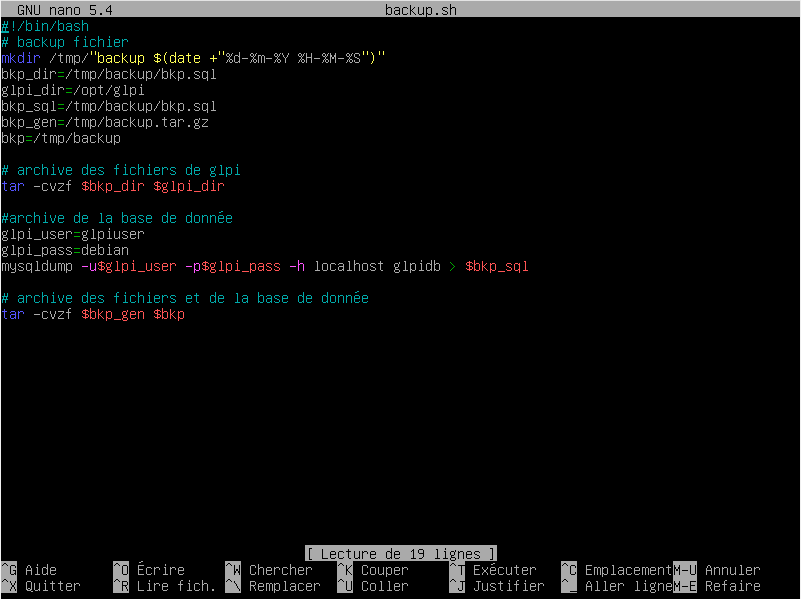 GNU nano 5.4 backup.sh
#!/bin/bash
# backup fichier
mkdir /tmp/"backup $(date +"%d-%m-%Y %H-%M-%S")"
bkp_dir=/tmp/backup/bkp.sql
glpi_dir=/opt/glpi
bkp_sql=/tmp/backup/bkp.sql
bkp_gen=/tmp/backup.tar.gz
bkp=/tmp/backup
# archive des fichiers de glpi
tar -cvzf $bkp_dir $glpi_dir
#archive de la base de donnée
glpi_user=glpiuser
glpi_pass=debian
mysqldump -u$glpi_user -p$glpi_pass -h localhost glpidb > $bkp_sql
# archive des fichiers et de la base de donnée
tar -cvzf $bkp_gen $bkp
[ Lecture de 19 lignes ]
^G Aide ^O Écrire ^W Chercher ^K Couper ^T Exécuter ^C Emplacement M-U Annuler
^X Quitter ^R Lire fich. ^\ Remplacer ^U Coller ^J Justifier ^_ Aller ligne M-E Refaire